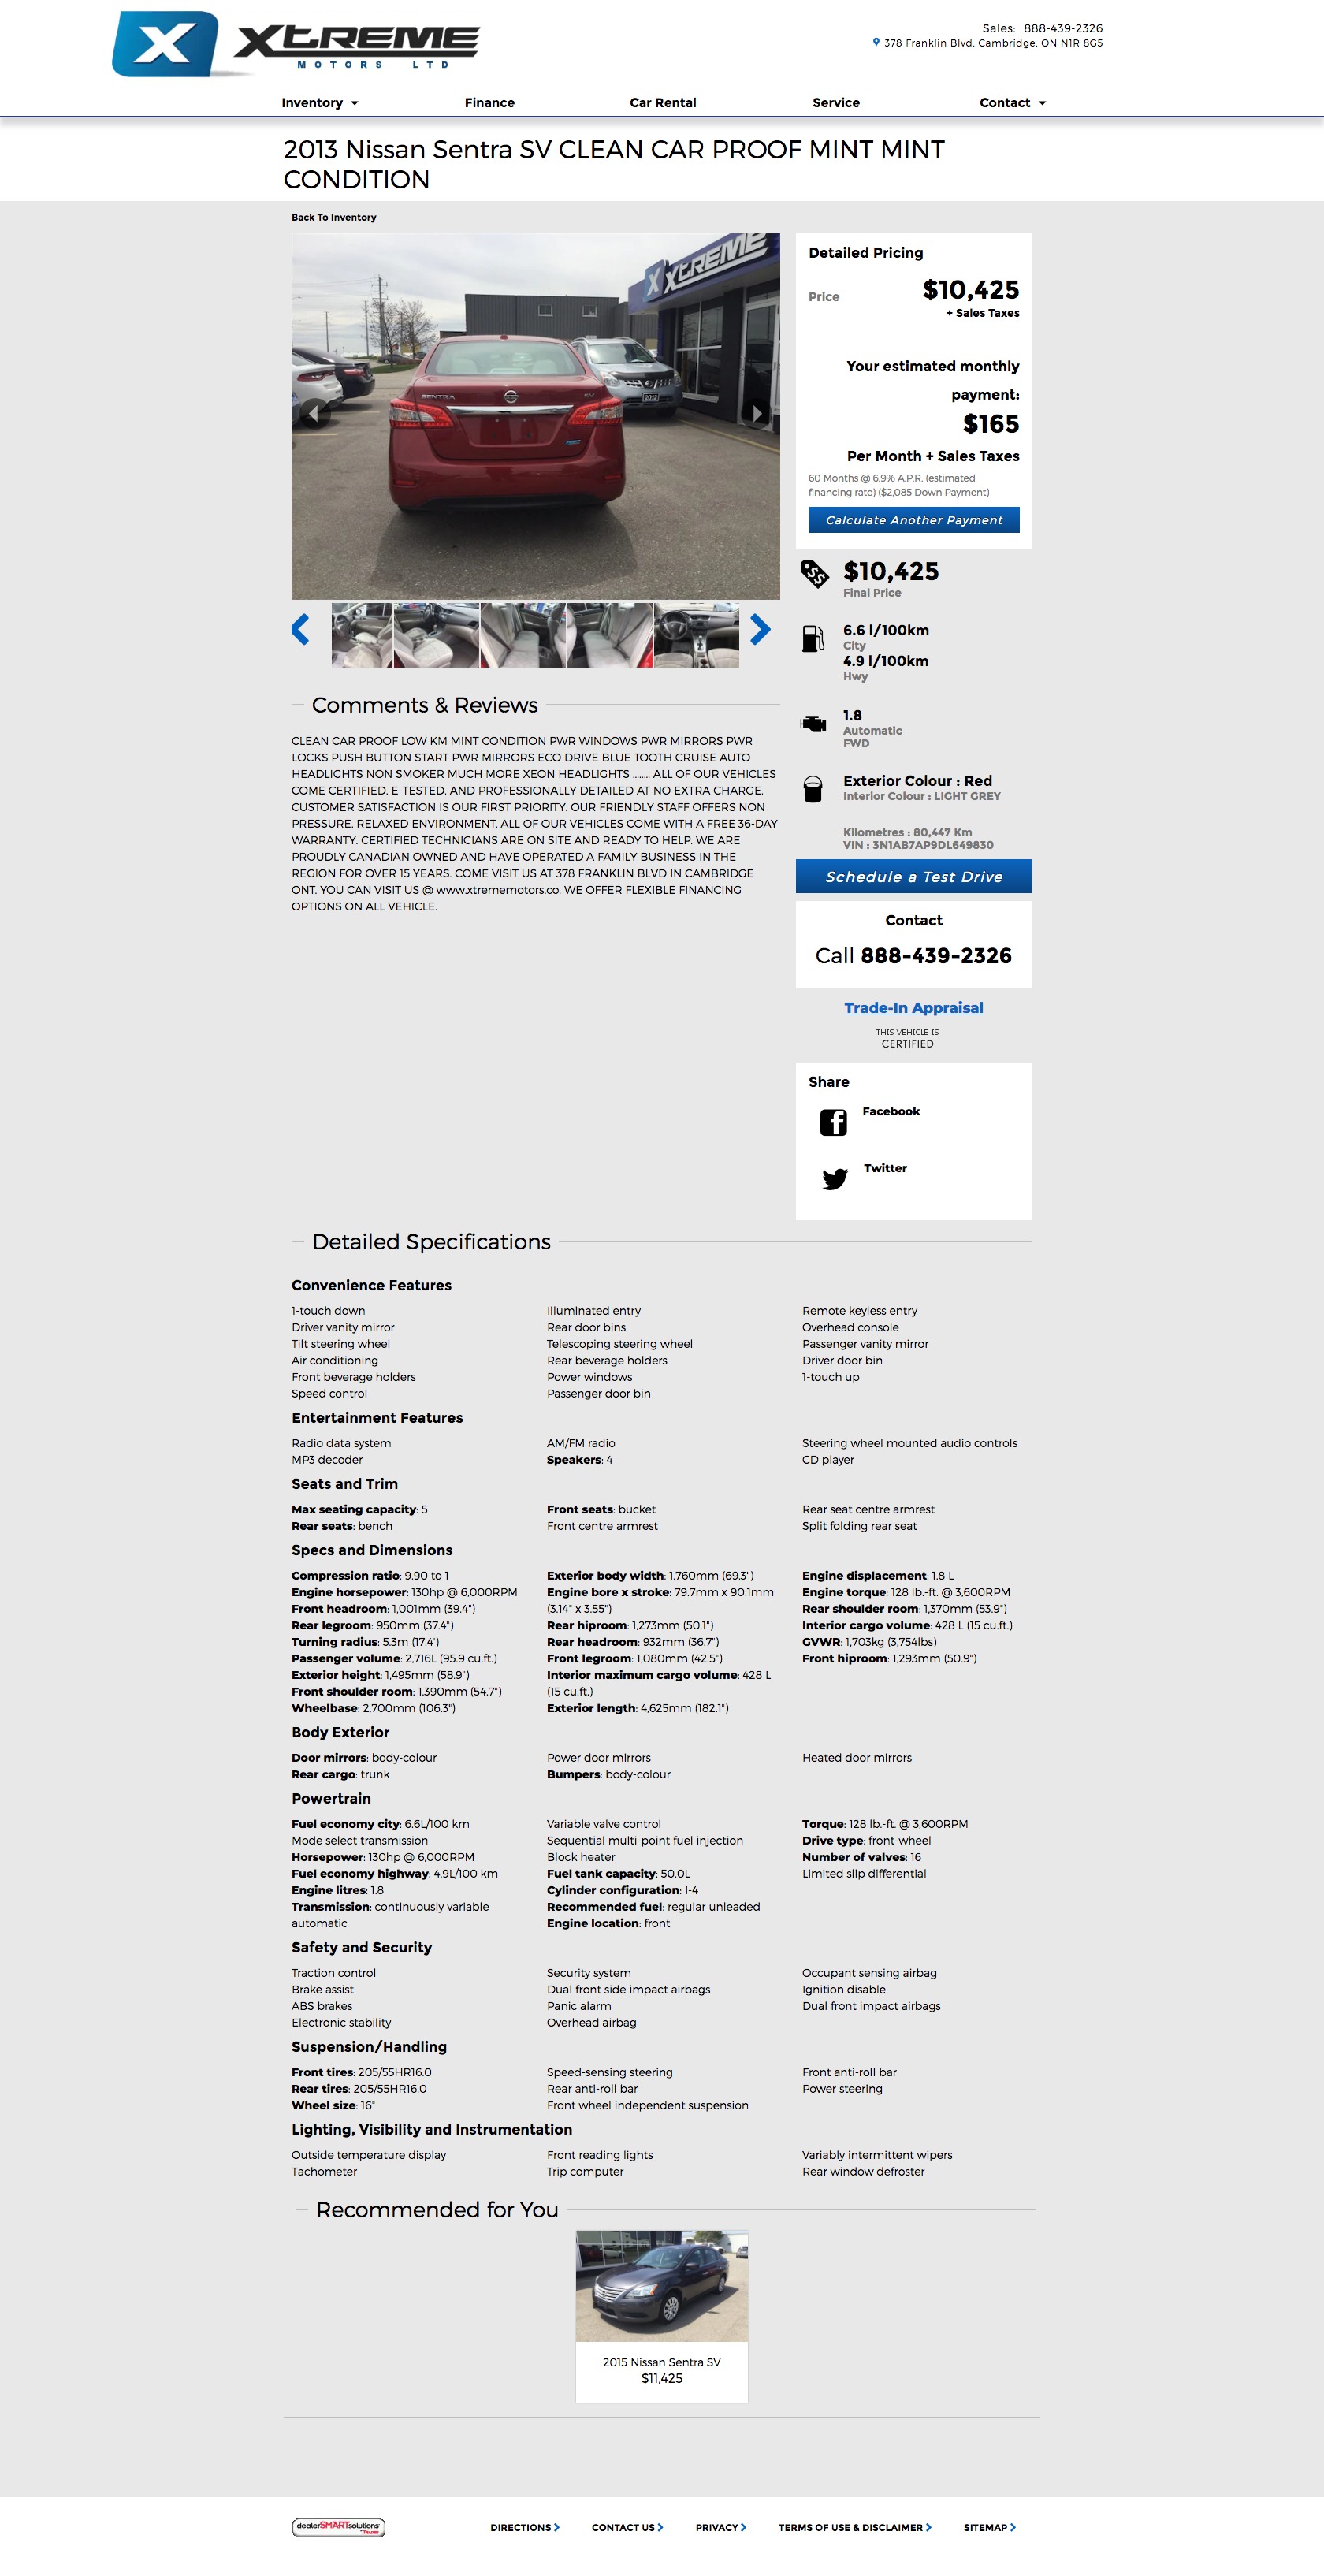 X XTREME
MOTORS LTD
Sales: 888-439-2326
378 Franklin Blvd, Cambridge, ON N1R 8G5
Inventory
Finance
Car Rental
Service
Contact
2013 Nissan Sentra SV CLEAN CAR PROOF MINT MINT
CONDITION
Back To Inventory
X XTREME
SENTRA
SV
2012
Detailed Pricing
Price
$10,425
+ Sales Taxes
Your estimated monthly
payment:
$165
Per Month + Sales Taxes
60 Months @ 6.9% A.P.R. (estimated
financing rate) ($2,085 Down Payment)
Calculate Another Payment
$10,425
Final Price
6.6 l/100km
City
4.9 l/100km
Hwy
1.8
Automatic
FWD
Exterior Colour : Red
Interior Colour : LIGHT GREY
Kilometres : 80,447 Km
VIN : 3N1AB7AP9DL649830
Schedule a Test Drive
Contact
Call 888-439-2326
Trade-In Appraisal
THIS VEHICLE IS
CERTIFIED
Share
Facebook
Twitter
Comments & Reviews
CLEAN CAR PROOF LOW KM MINT CONDITION PWR WINDOWS PWR MIRRORS PWR
LOCKS PUSH BUTTON START PWR MIRRORS ECO DRIVE BLUE TOOTH CRUISE AUTO
HEADLIGHTS NON SMOKER MUCH MORE XEON HEADLIGHTS ........ ALL OF OUR VEHICLES
COME CERTIFIED, E-TESTED, AND PROFESSIONALLY DETAILED AT NO EXTRA CHARGE.
CUSTOMER SATISFACTION IS OUR FIRST PRIORITY. OUR FRIENDLY STAFF OFFERS NON
PRESSURE, RELAXED ENVIRONMENT. ALL OF OUR VEHICLES COME WITH A FREE 36-DAY
WARRANTY. CERTIFIED TECHNICIANS ARE ON SITE AND READY TO HELP. WE ARE
PROUDLY CANADIAN OWNED AND HAVE OPERATED A FAMILY BUSINESS IN THE
REGION FOR OVER 15 YEARS. COME VISIT US AT 378 FRANKLIN BLVD IN CAMBRIDGE
ONT. YOU CAN VISIT US @ www.xtrememotors.co. WE OFFER FLEXIBLE FINANCING
OPTIONS ON ALL VEHICLE.
Detailed Specifications
Convenience Features
1-touch down
Driver vanity mirror
Tilt steering wheel
Air conditioning
Front beverage holders
Speed control
Illuminated entry
Rear door bins
Telescoping steering wheel
Rear beverage holders
Power windows
Passenger door bin
Remote keyless entry
Overhead console
Passenger vanity mirror
Driver door bin
1-touch up
Entertainment Features
Radio data system
MP3 decoder
AM/FM radio
Speakers: 4
Steering wheel mounted audio controls
CD player
Seats and Trim
Max seating capacity: 5
Rear seats: bench
Front seats: bucket
Front centre armrest
Rear seat centre armrest
Split folding rear seat
Specs and Dimensions
Compression ratio: 9.90 to 1
Engine horsepower: 130hp @ 6,000RPM
Front headroom: 1,001mm (39.4")
Rear legroom: 950mm (37.4")
Turning radius: 5.3m (17.4')
Passenger volume: 2,716L (95.9 cu.ft.)
Exterior height: 1,495mm (58.9")
Front shoulder room: 1,390mm (54.7")
Wheelbase: 2,700mm (106.3")
Exterior body width: 1,760mm (69.3")
Engine bore x stroke: 79.7mm x 90.1mm
(3.14" x 3.55")
Rear hiproom: 1,273mm (50.1")
Rear headroom: 932mm (36.7")
Front legroom: 1,080mm (42.5")
Interior maximum cargo volume: 428 L
(15 cu.ft.)
Exterior length: 4,625mm (182.1")
Engine displacement: 1.8 L
Engine torque: 128 lb.-ft. @ 3,600RPM
Rear shoulder room: 1,370mm (53.9")
Interior cargo volume: 428 L (15 cu.ft.)
GVWR: 1,703kg (3,754lbs)
Front hiproom: 1,293mm (50.9")
Body Exterior
Door mirrors: body-colour
Rear cargo: trunk
Power door mirrors
Bumpers: body-colour
Heated door mirrors
Powertrain
Fuel economy city: 6.6L/100 km
Mode select transmission
Horsepower: 130hp @ 6,000RPM
Fuel economy highway: 4.9L/100 km
Engine litres: 1.8
Transmission: continuously variable
automatic
Variable valve control
Sequential multi-point fuel injection
Block heater
Fuel tank capacity: 50.0L
Cylinder configuration: I-4
Recommended fuel: regular unleaded
Engine location: front
Torque: 128 lb.-ft. @ 3,600RPM
Drive type: front-wheel
Number of valves: 16
Limited slip differential
Safety and Security
Traction control
Brake assist
ABS brakes
Electronic stability
Security system
Dual front side impact airbags
Panic alarm
Overhead airbag
Occupant sensing airbag
Ignition disable
Dual front impact airbags
Suspension/Handling
Front tires: 205/55HR16.0
Rear tires: 205/55HR16.0
Wheel size: 16"
Speed-sensing steering
Rear anti-roll bar
Front wheel independent suspension
Front anti-roll bar
Power steering
Lighting, Visibility and Instrumentation
Outside temperature display
Tachometer
Front reading lights
Trip computer
Variably intermittent wipers
Rear window defroster
Recommended for You
2015 Nissan Sentra SV
$11,425
dealerSMARTsolutions
DIRECTIONS
CONTACT US
PRIVACY
TERMS OF USE & DISCLAIMER
SITEMAP